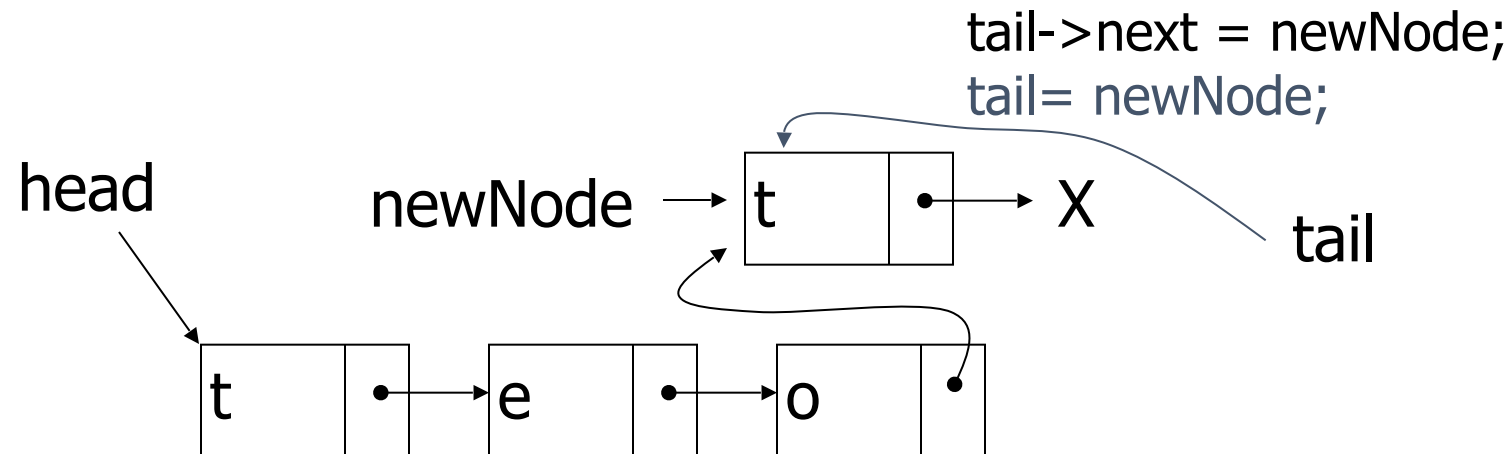 tail->next = newNode;
tail= newNode;
head
newNode
t
X
tail
t
e
o